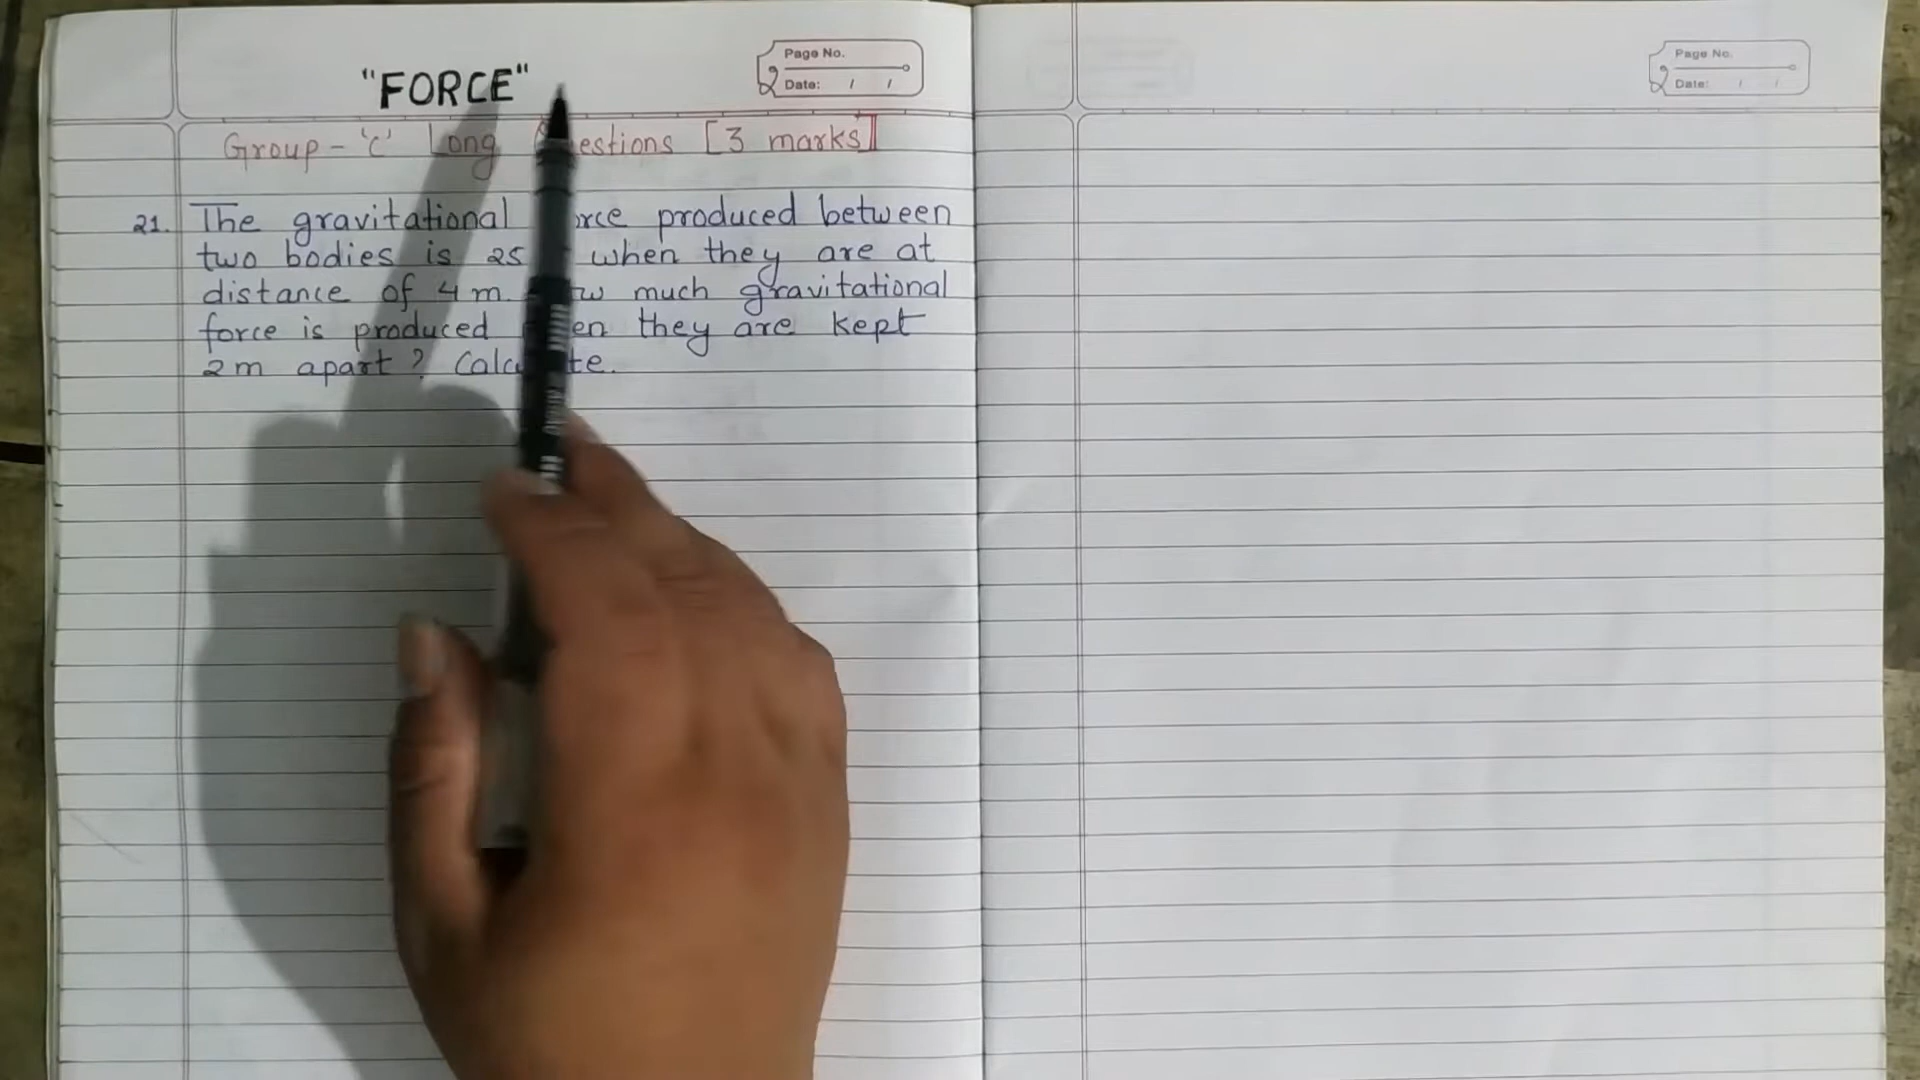 "FORCE"
Page No.
Date: / /
Page No.
Date: / /
Group - 'C' Long estions [3 marks]
21. The gravitational rce produced between
two bodies is 25 when they are at
distance of 4m. w much gravitational
force is produced en they are kept
2m apart? Calc te.